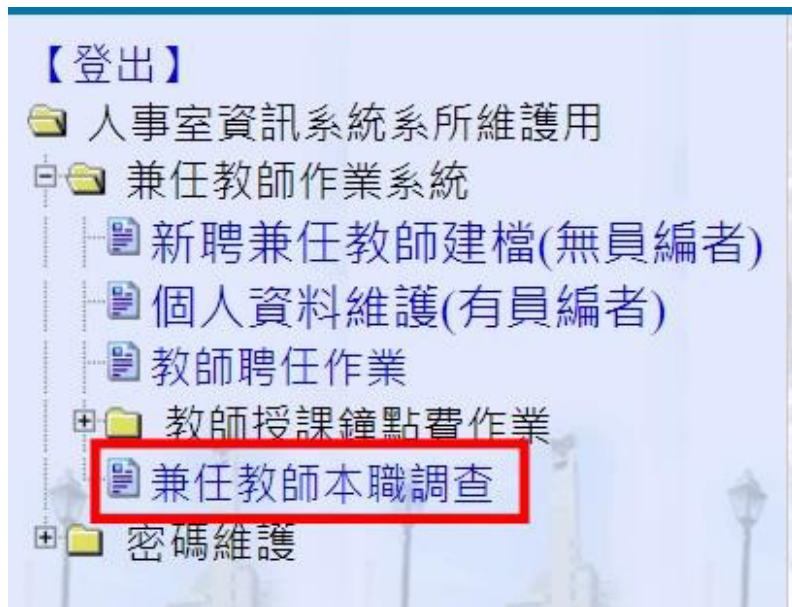 【登出】
人事室資訊系統系所維護用
兼任教師作業系統
新聘兼任教師建檔(無員編者)
個人資料維護(有員編者)
教師聘任作業
教師授課鐘點費作業
兼任教師本職調查
密碼維護